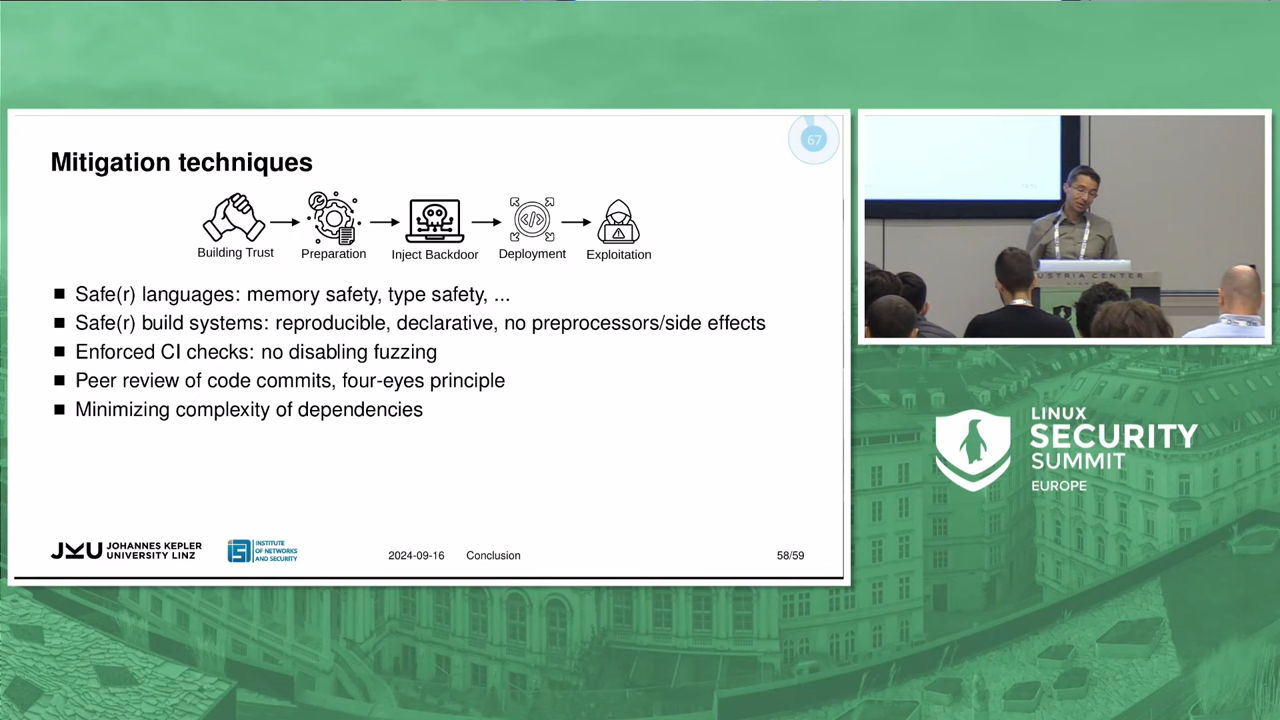 67
Mitigation techniques
Building Trust
Preparation
Inject Backdoor
Deployment
Exploitation
Safe(r) languages: memory safety, type safety, ...
Safe(r) build systems: reproducible, declarative, no preprocessors/side effects
Enforced CI checks: no disabling fuzzing
Peer review of code commits, four-eyes principle
Minimizing complexity of dependencies
JKU JOHANNES KEPLER
UNIVERSITY LINZ
INSTITUTE
OF NETWORKS
AND SECURITY
2024-09-16 Conclusion 58/59
USTRIA CENTER
LINUX
SECURITY
SUMMIT
EUROPE